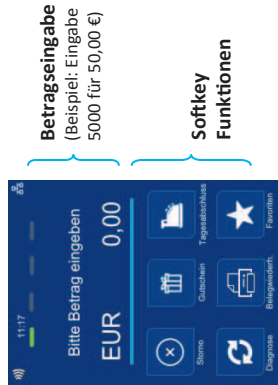 11:17
Bitte Betrag eingeben
EUR 0,00
Storno Gutschein Tagesabschluss
Diagnose Belegwiederh. Favoriten
Betragseingabe
(Beispiel: Eingabe
5000 für 50,00 €)
Softkey
Funktionen